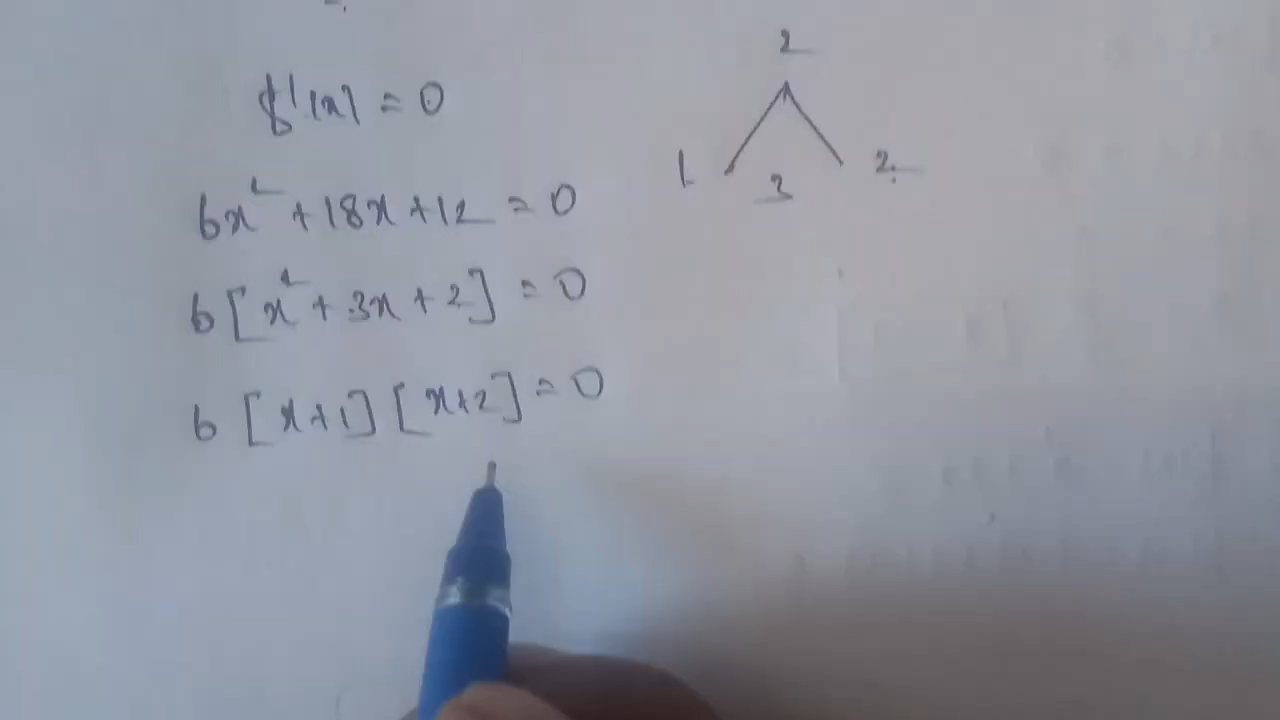 f'(x) = 0
6x² + 18x + 12 = 0
6[x² + 3x + 2] = 0
6[x+1][x+2] = 0
2
1 2
3